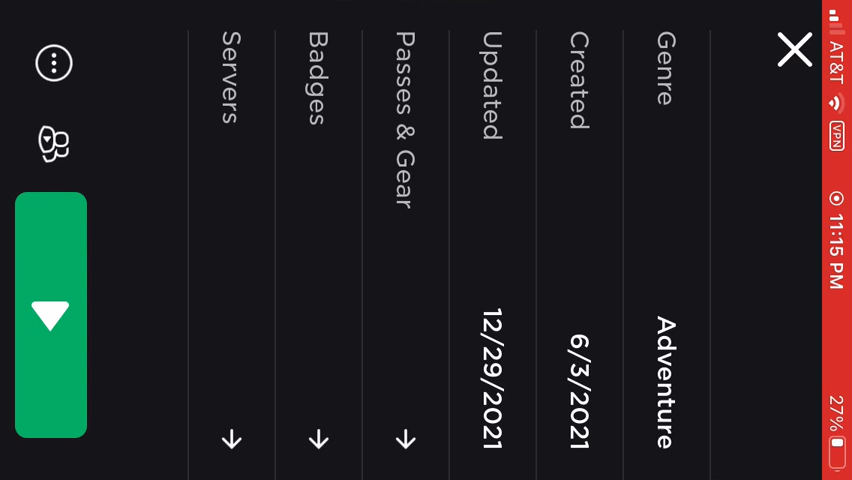 AT&T VPN 11:15 PM 27%
Genre Adventure
Created 6/3/2021
Updated 12/29/2021
Passes & Gear
Badges
Servers